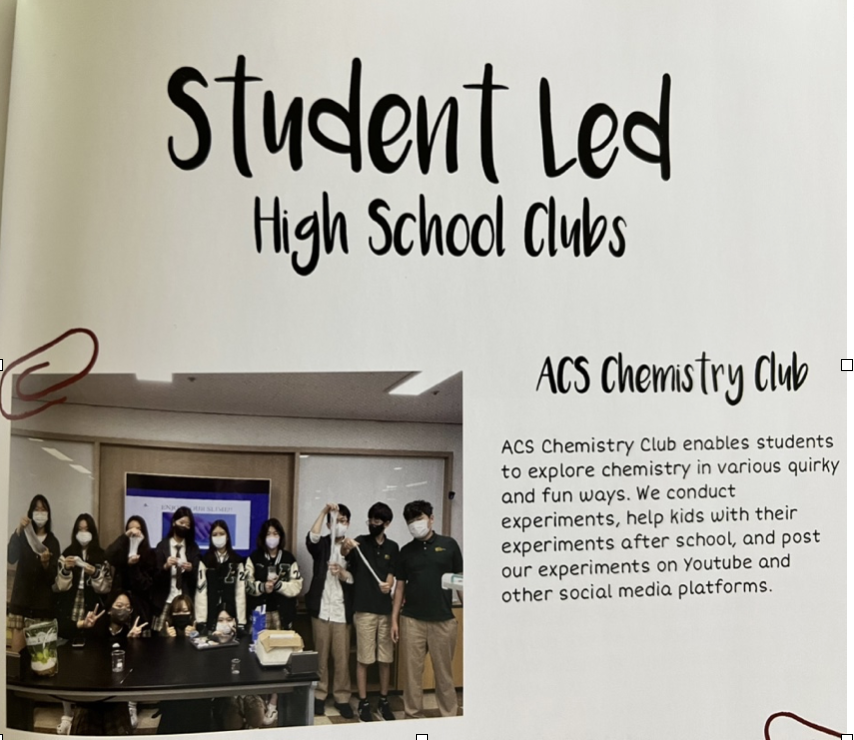 Student Led
High School Clubs
ACS Chemistry Club
ACS Chemistry Club enables students
to explore chemistry in various quirky
and fun ways. We conduct
experiments, help kids with their
experiments after school, and post
our experiments on Youtube and
other social media platforms.